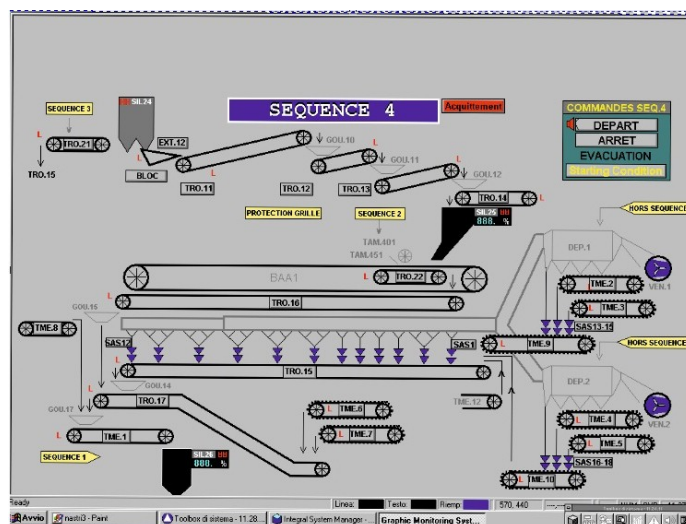 SEQUENCE 3
SIL24
SEQUENCE 4
Acquittement
COMMANDES SEQ.4
DEPART
ARRET
EVACUATION
Starting Condition
L
TRO.21
EXT.12
GOU.10
TRO.15
BLOC
TRO.11
TRO.12
GOU.11
TRO.13
GOU.12
TRO.14
L
PROTECTION GRILLE
SEQUENCE 2
SIL25
888. %
HORS SEQUENCE
TAM.401
TAM.451
DEP.1
BAA1
L
TRO.22
TME.2
VEN.1
L
TRO.16
TME.3
GOU.15
TME.8
SAS13-15
SAS12
SAS1
L
TME.9
HORS SEQUENCE
L
TRO.15
GOU.14
DEP.2
L
TRO.17
TME.12
GOU.17
L
TME.6
TME.4
VEN.2
L
TME.1
L
TME.7
TME.5
SEQUENCE 1
SIL26
888. %
SAS16-18
L
TME.10
Ready
Linea:
Testo:
Riemp:
570, 440
Avvio
nastri3 - Paint
Toolbox di sistema - 11.28...
Integral System Manager - ...
Graphic Monitoring Syst...